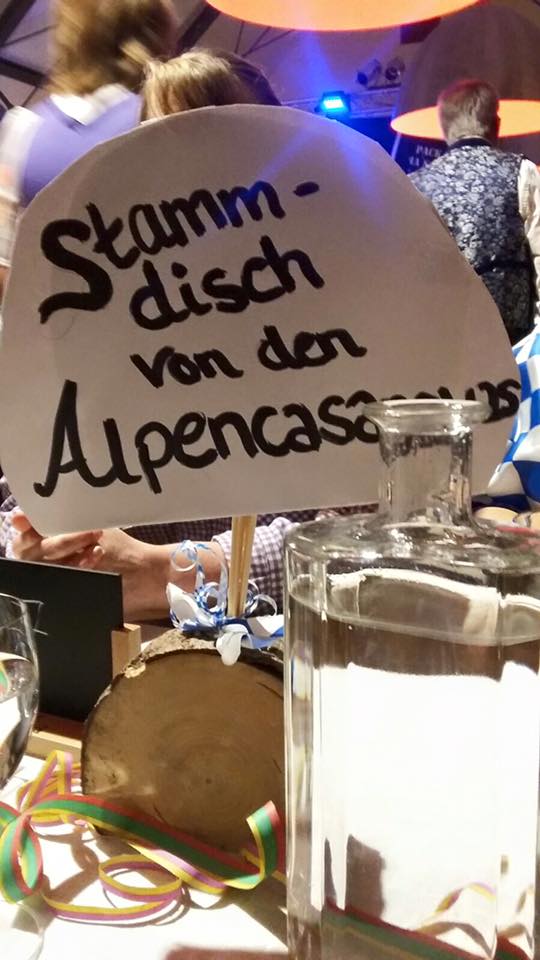 Stamm-
disch
von den